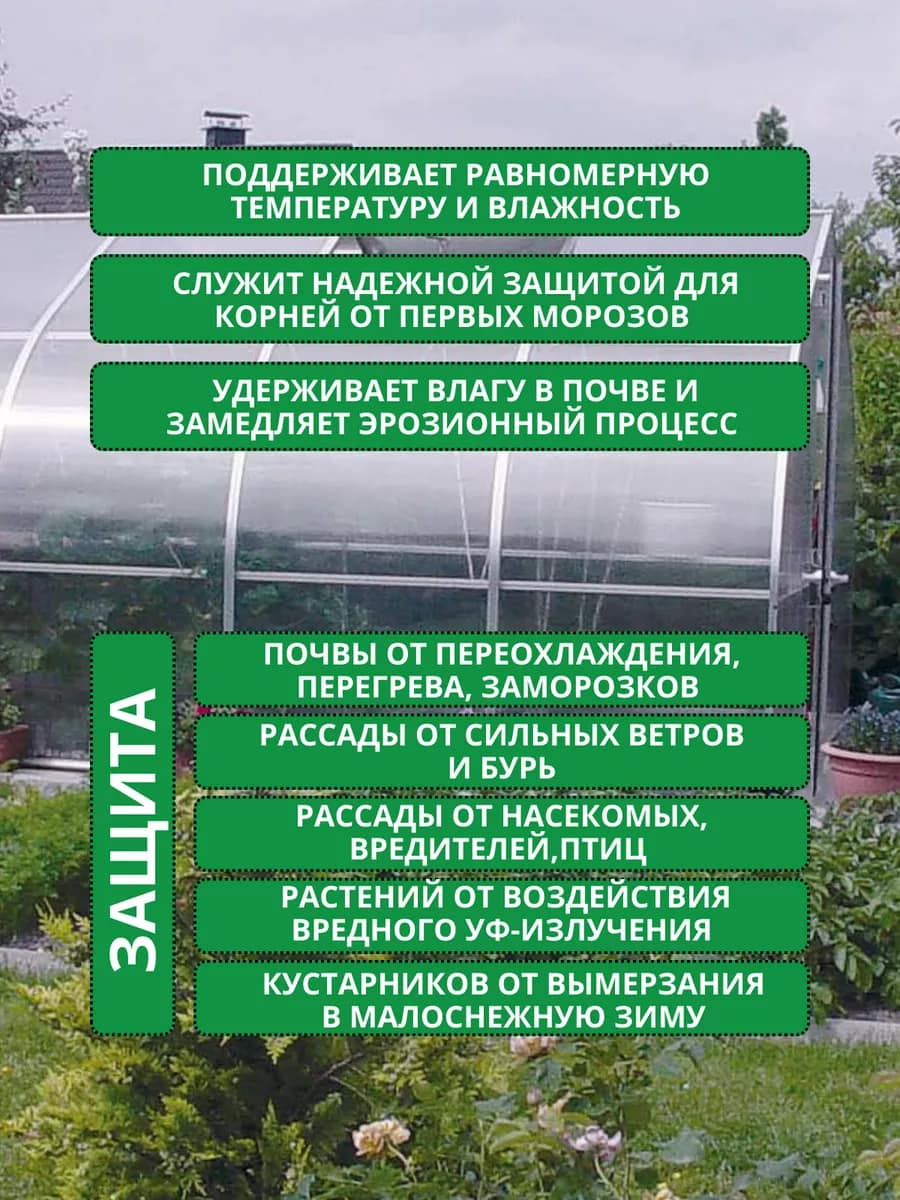 ПОДДЕРЖИВАЕТ РАВНОМЕРНУЮ
ТЕМПЕРАТУРУ И ВЛАЖНОСТЬ
СЛУЖИТ НАДЕЖНОЙ ЗАЩИТОЙ ДЛЯ
КОРНЕЙ ОТ ПЕРВЫХ МОРОЗОВ
УДЕРЖИВАЕТ ВЛАГУ В ПОЧВЕ И
ЗАМЕДЛЯЕТ ЭРОЗИОННЫЙ ПРОЦЕСС
ЗАЩИТА
ПОЧВЫ ОТ ПЕРЕОХЛАЖДЕНИЯ,
ПЕРЕГРЕВА, ЗАМОРОЗКОВ
РАССАДЫ ОТ СИЛЬНЫХ ВЕТРОВ
И БУРЬ
РАССАДЫ ОТ НАСЕКОМЫХ,
ВРЕДИТЕЛЕЙ,ПТИЦ
РАСТЕНИЙ ОТ ВОЗДЕЙСТВИЯ
ВРЕДНОГО УФ-ИЗЛУЧЕНИЯ
КУСТАРНИКОВ ОТ ВЫМЕРЗАНИЯ
В МАЛОСНЕЖНУЮ ЗИМУ